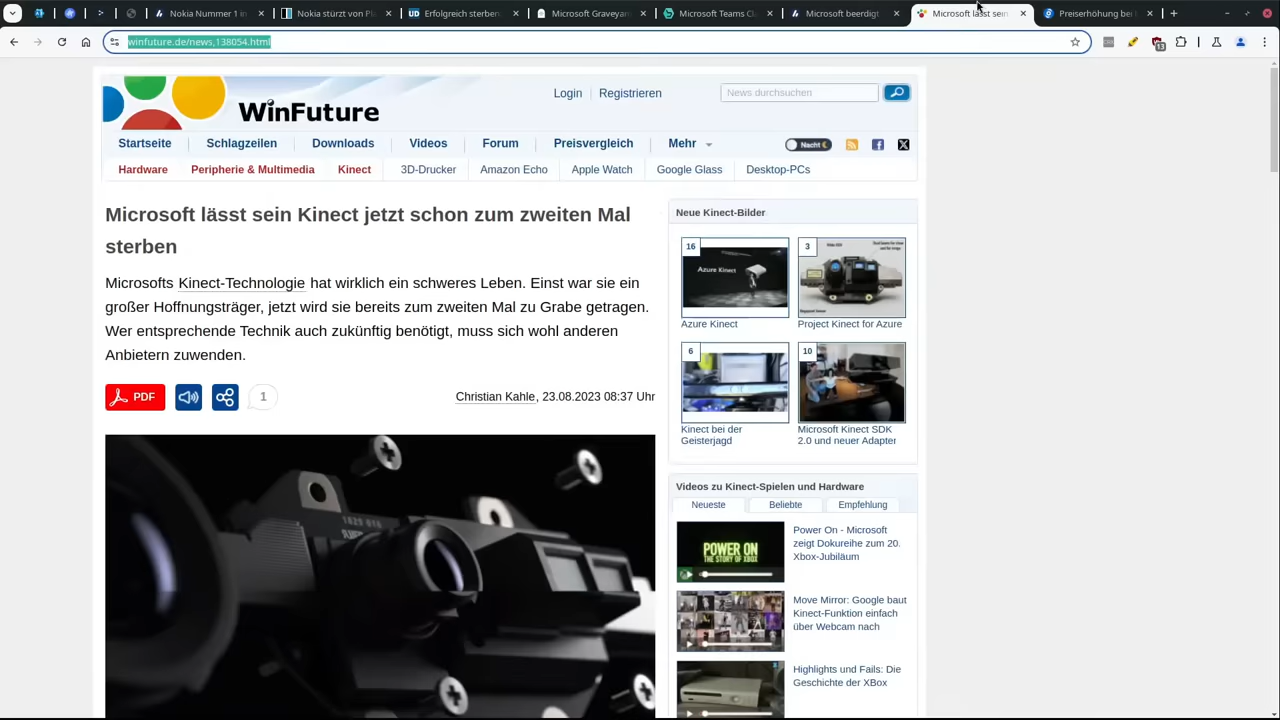 Nokia Nummer 1 in
Nokia stürzt von Pla
Erfolgreich sterben
Microsoft Graveyar
Microsoft Teams Cl
Microsoft beerdigt
Microsoft lässt sein
Preiserhöhung bei
winfuture.de/news,138054.html
13
WinFuture
Login
Registrieren
News durchsuchen
Startseite
Schlagzeilen
Downloads
Videos
Forum
Preisvergleich
Mehr
Nacht
Hardware
Peripherie & Multimedia
Kinect
3D-Drucker
Amazon Echo
Apple Watch
Google Glass
Desktop-PCs
Microsoft lässt sein Kinect jetzt schon zum zweiten Mal
sterben
Microsofts Kinect-Technologie hat wirklich ein schweres Leben. Einst war sie ein
großer Hoffnungsträger, jetzt wird sie bereits zum zweiten Mal zu Grabe getragen.
Wer entsprechende Technik auch zukünftig benötigt, muss sich wohl anderen
Anbietern zuwenden.
PDF
1
Christian Kahle, 23.08.2023 08:37 Uhr
Neue Kinect-Bilder
16
Azure Kinect
3
Azure Kinect
Project Kinect for Azure
6
10
Kinect bei der
Geisterjagd
Microsoft Kinect SDK
2.0 und neuer Adapter
Videos zu Kinect-Spielen und Hardware
Neueste
Beliebte
Empfehlung
POWER ON
THE STORY OF XBOX
Power On - Microsoft
zeigt Dokureihe zum 20.
Xbox-Jubiläum
Move Mirror: Google baut
Kinect-Funktion einfach
über Webcam nach
Highlights und Fails: Die
Geschichte der XBox